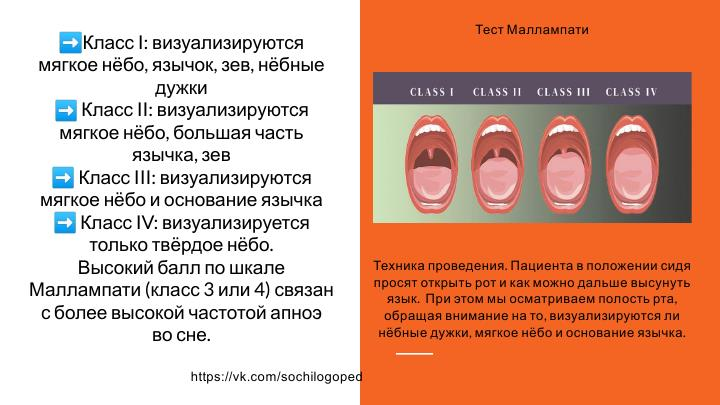 ➡️Класс I: визуализируются
мягкое нёбо, язычок, зев, нёбные
дужки
➡️ Класс II: визуализируются
мягкое нёбо, большая часть
язычка, зев
➡️ Класс III: визуализируются
мягкое нёбо и основание язычка
➡️ Класс IV: визуализируется
только твёрдое нёбо.
Высокий балл по шкале
Маллампати (класс 3 или 4) связан
с более высокой частотой апноэ
во сне.
Тест Маллампати
CLASS I CLASS II CLASS III CLASS IV
Техника проведения. Пациента в положении сидя
просят открыть рот и как можно дальше высунуть
язык. При этом мы осматриваем полость рта,
обращая внимание на то, визуализируются ли
нёбные дужки, мягкое нёбо и основание язычка.
https://vk.com/sochilogoped